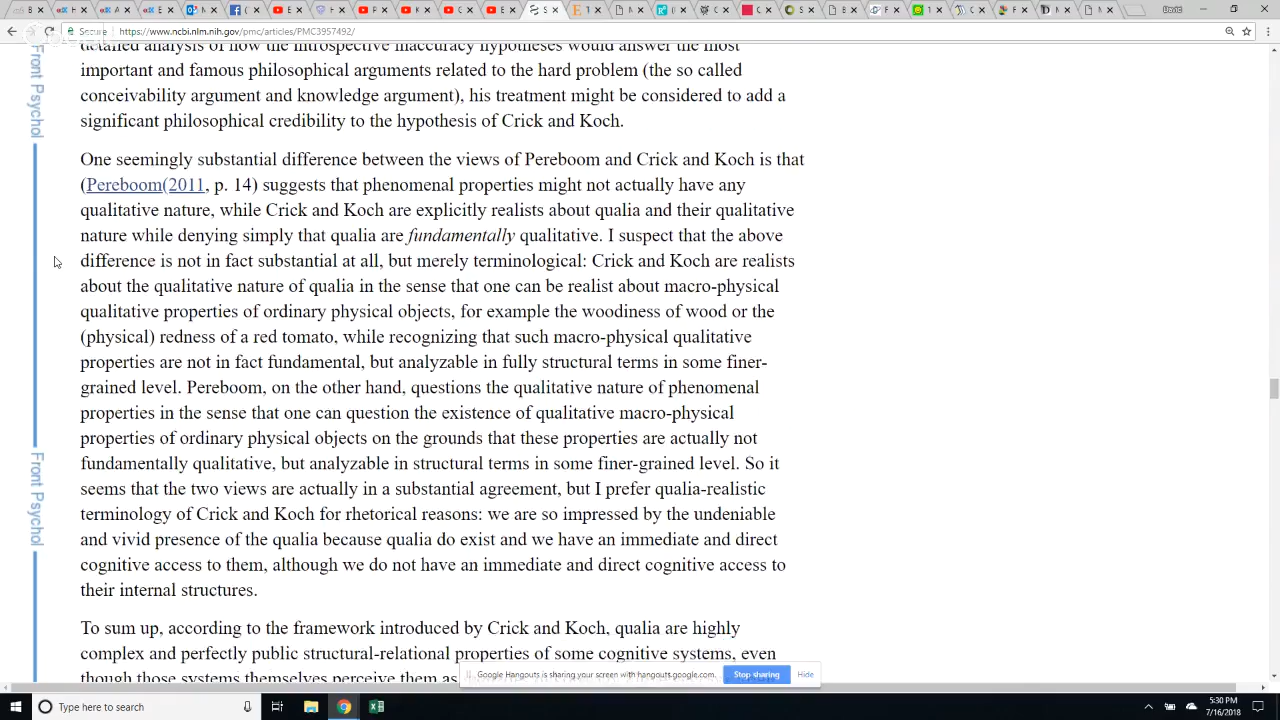 Secure
https://www.ncbi.nlm.nih.gov/pmc/articles/PMC3957492/
Front Psychol
detailed analysis of how the introspective inaccuracy hypotheses would answer the most
important and famous philosophical arguments related to the hard problem (the so called
conceivability argument and knowledge argument), his treatment might be considered to add a
significant philosophical credibility to the hypothesis of Crick and Koch.
One seemingly substantial difference between the views of Pereboom and Crick and Koch is that
(Pereboom(2011, p. 14) suggests that phenomenal properties might not actually have any
qualitative nature, while Crick and Koch are explicitly realists about qualia and their qualitative
nature while denying simply that qualia are fundamentally qualitative. I suspect that the above
difference is not in fact substantial at all, but merely terminological: Crick and Koch are realists
about the qualitative nature of qualia in the sense that one can be realist about macro-physical
qualitative properties of ordinary physical objects, for example the woodiness of wood or the
(physical) redness of a red tomato, while recognizing that such macro-physical qualitative
properties are not in fact fundamental, but analyzable in fully structural terms in some finer-
grained level. Pereboom, on the other hand, questions the qualitative nature of phenomenal
properties in the sense that one can question the existence of qualitative macro-physical
properties of ordinary physical objects on the grounds that these properties are actually not
fundamentally qualitative, but analyzable in structural terms in some finer-grained level. So it
seems that the two views are actually in a substantial agreement, but I prefer qualia-realistic
terminology of Crick and Koch for rhetorical reasons: we are so impressed by the undeniable
and vivid presence of the qualia because qualia do exist and we have an immediate and direct
cognitive access to them, although we do not have an immediate and direct cognitive access to
their internal structures.
Front Psychol
To sum up, according to the framework introduced by Crick and Koch, qualia are highly
complex and perfectly public structural-relational properties of some cognitive systems, even
though those systems themselves perceive them as
Google Hangouts is sharing your screen with hangouts.google.com.
Stop sharing
Hide
Type here to search
5:30 PM
7/16/2018